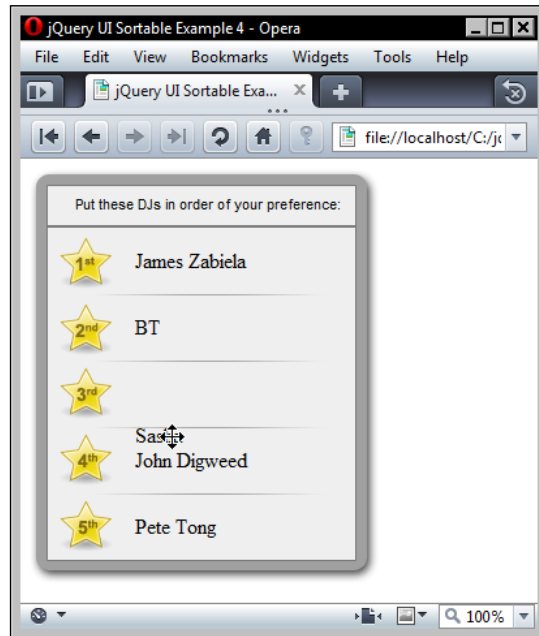 jQuery UI Sortable Example 4 - Opera
File Edit View Bookmarks Widgets Tools Help
jQuery UI Sortable Exa...
file://localhost/C:/jq
Put these DJs in order of your preference:
1st James Zabiela
2nd BT
3rd
4th John Digweed
5th Pete Tong
100%